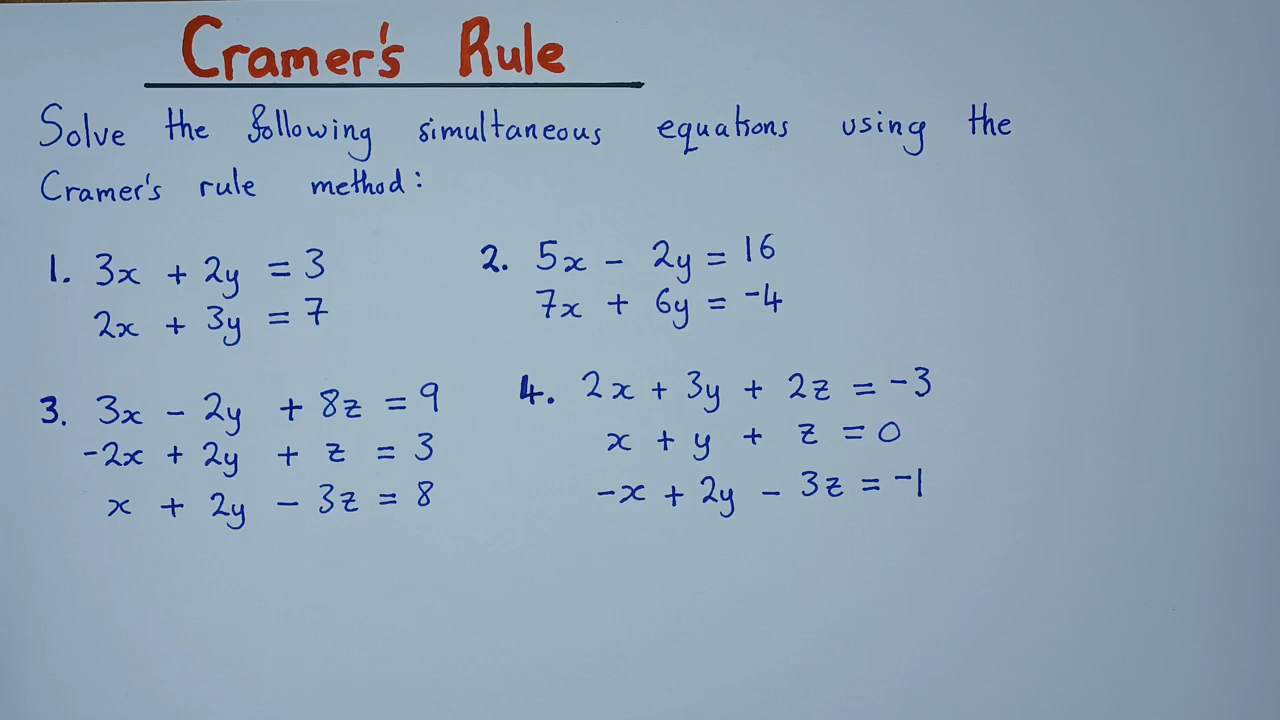 Cramer's Rule
Solve the following simultaneous equations using the
Cramer's rule method:
1. 3x + 2y = 3
2x + 3y = 7
2. 5x - 2y = 16
7x + 6y = -4
3. 3x - 2y + 8z = 9
-2x + 2y + z = 3
x + 2y - 3z = 8
4. 2x + 3y + 2z = -3
x + y + z = 0
-x + 2y - 3z = -1